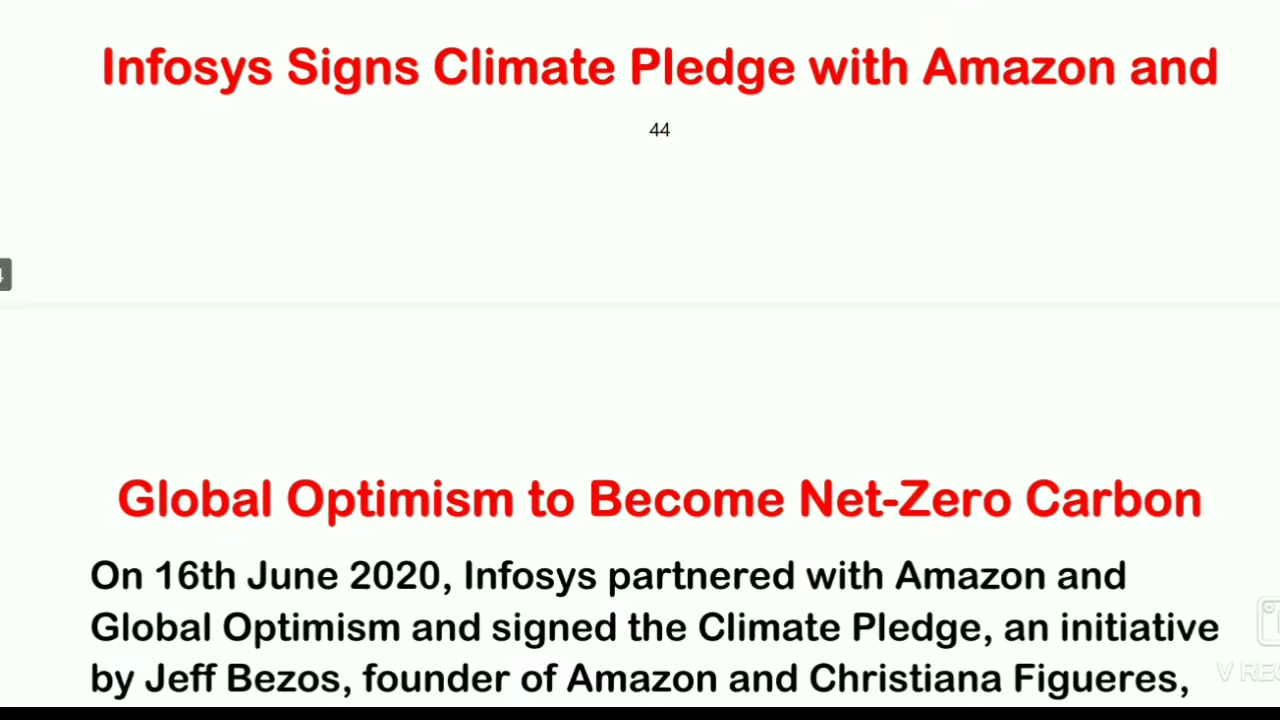 Infosys Signs Climate Pledge with Amazon and
44
4
Global Optimism to Become Net-Zero Carbon
On 16th June 2020, Infosys partnered with Amazon and
Global Optimism and signed the Climate Pledge, an initiative
by Jeff Bezos, founder of Amazon and Christiana Figueres,
V REC